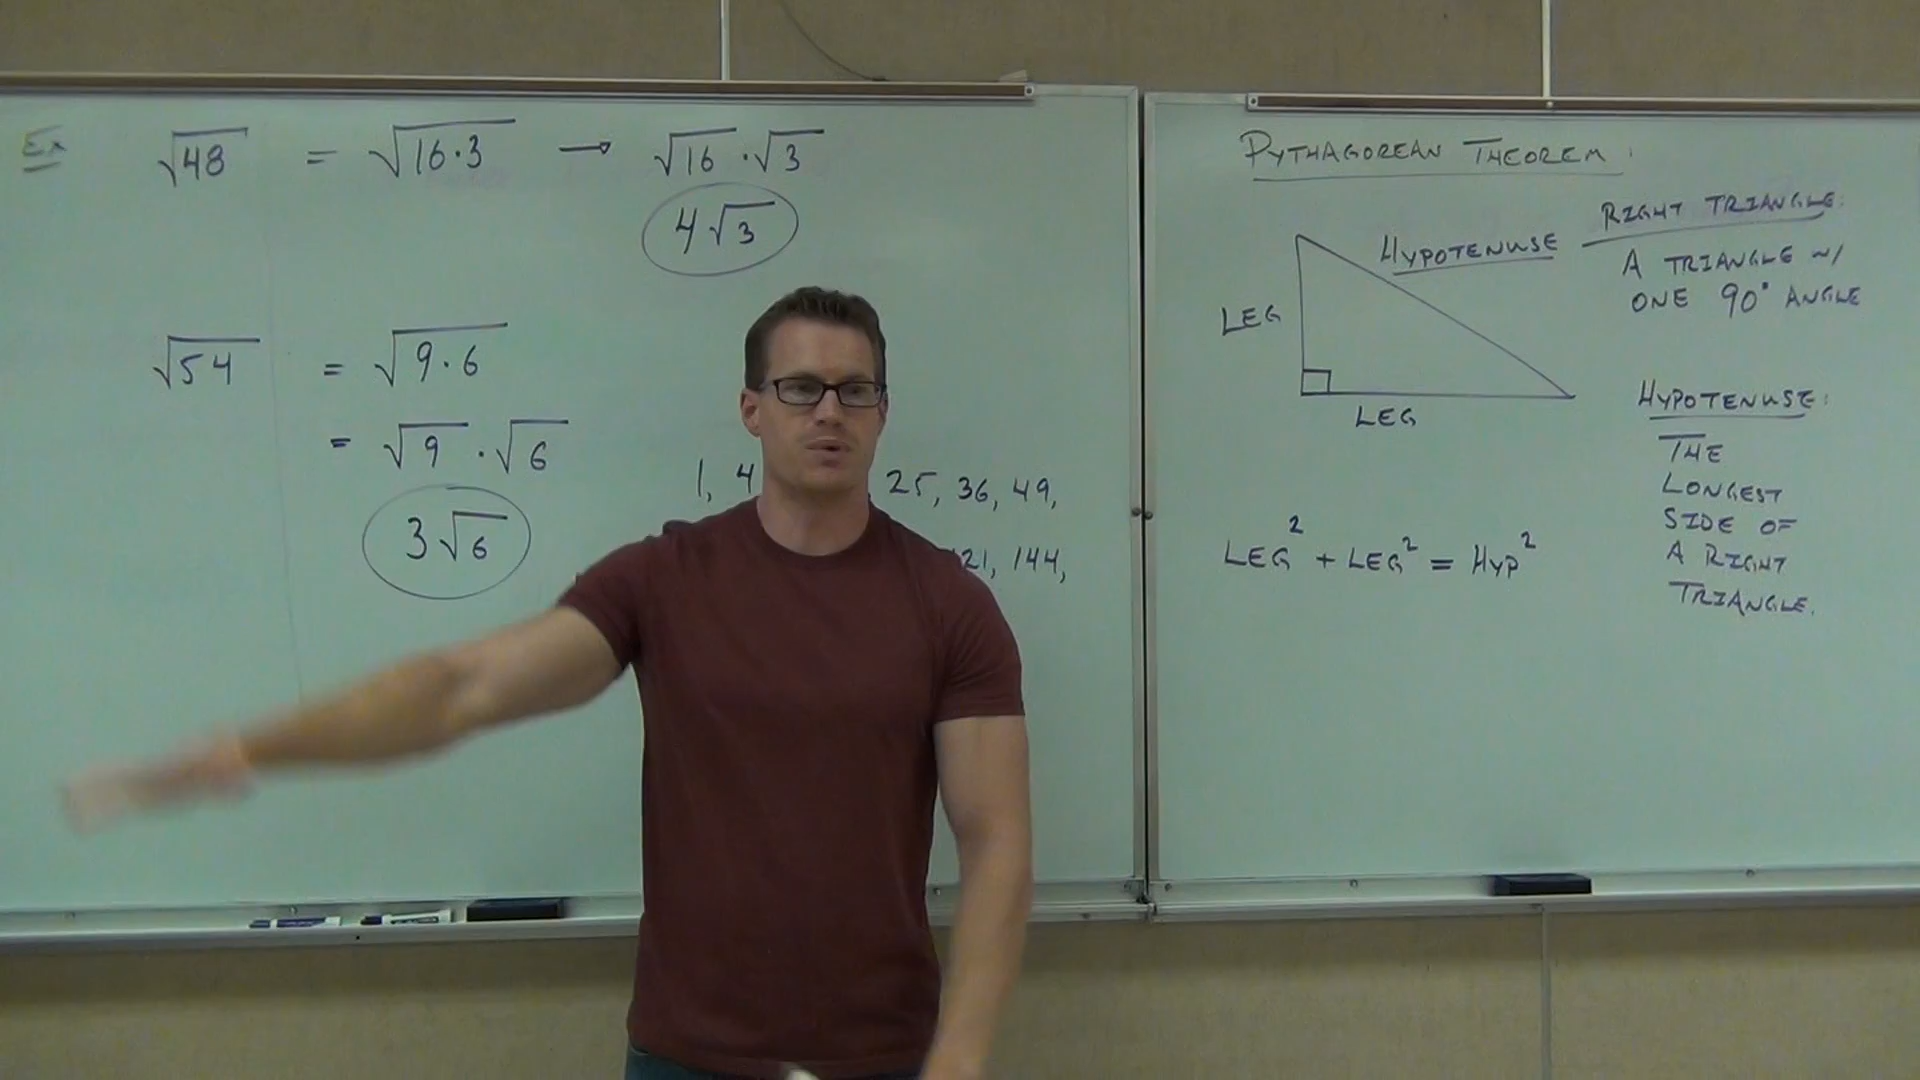 Ex √48 = √16·3 → √16·√3
4√3
√54 = √9·6
= √9·√6
3√6
1, 4 25, 36, 49,
21, 144,
PYTHAGOREAN THEOREM:
RIGHT TRIANGLE:
A TRIANGLE W/
ONE 90° ANGLE
HYPOTENUSE
LEG
LEG
HYPOTENUSE:
THE
LONGEST
SIDE OF
A RIGHT
TRIANGLE.
LEG² + LEG² = HYP²